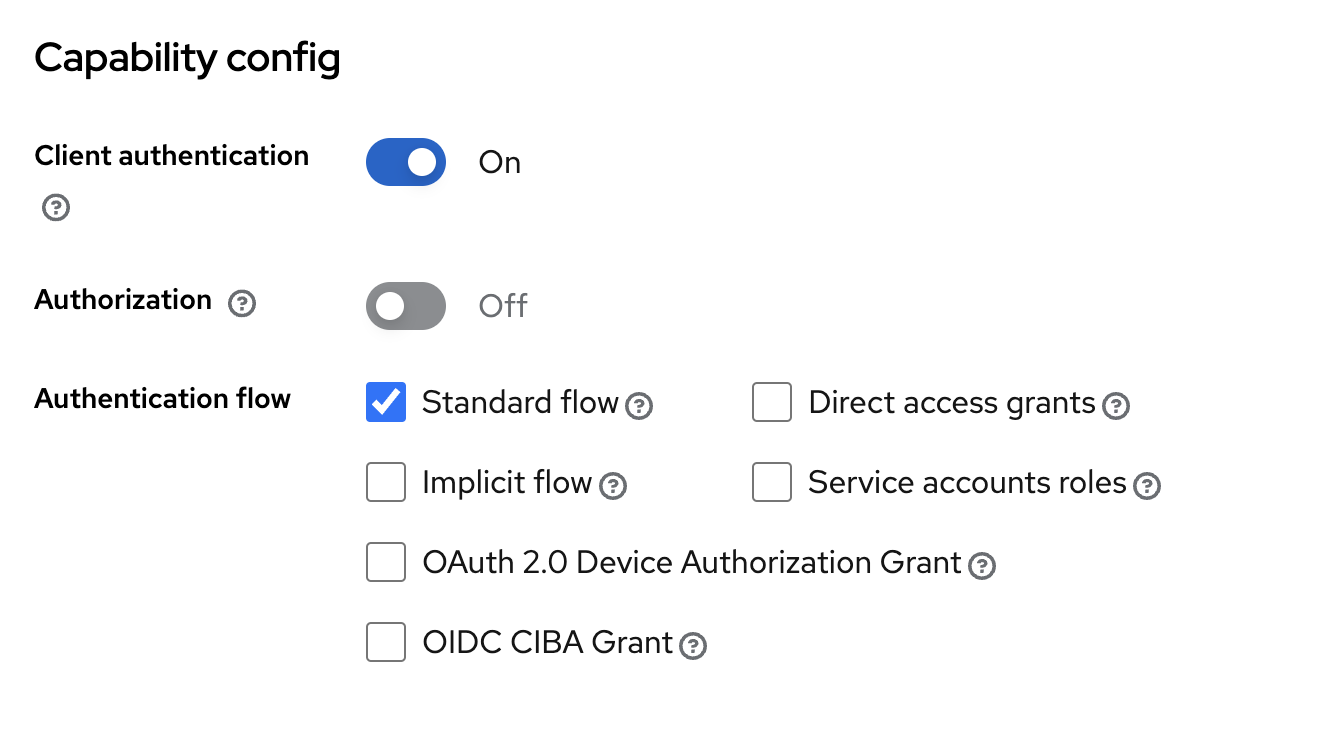 Capability config
Client authentication
On
Authorization
Off
Authentication flow
Standard flow
Direct access grants
Implicit flow
Service accounts roles
OAuth 2.0 Device Authorization Grant
OIDC CIBA Grant